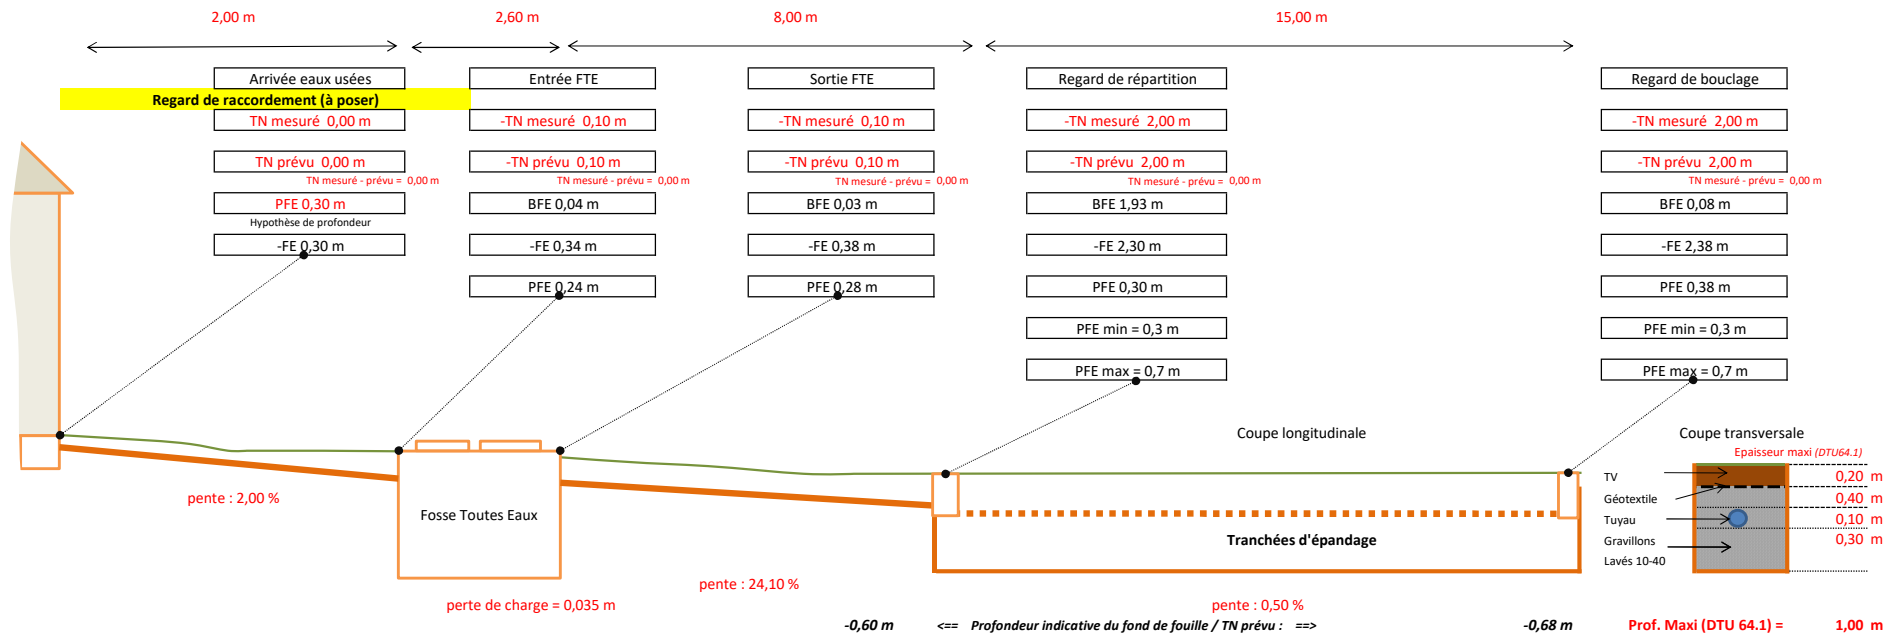 2,00 m 2,60 m 8,00 m 15,00 m
Arrivée eaux usées Entrée FTE Sortie FTE Regard de répartition Regard de bouclage
Regard de raccordement (à poser)
TN mesuré 0,00 m -TN mesuré 0,10 m -TN mesuré 0,10 m -TN mesuré 2,00 m -TN mesuré 2,00 m
TN prévu 0,00 m -TN prévu 0,10 m -TN prévu 0,10 m -TN prévu 2,00 m -TN prévu 2,00 m
TN mesuré - prévu = 0,00 m TN mesuré - prévu = 0,00 m TN mesuré - prévu = 0,00 m TN mesuré - prévu = 0,00 m TN mesuré - prévu = 0,00 m
PFE 0,30 m BFE 0,04 m BFE 0,03 m BFE 1,93 m BFE 0,08 m
Hypothèse de profondeur
-FE 0,30 m -FE 0,34 m -FE 0,38 m -FE 2,30 m -FE 2,38 m
PFE 0,24 m PFE 0,28 m PFE 0,30 m PFE 0,38 m
PFE min = 0,3 m PFE min = 0,3 m
PFE max = 0,7 m PFE max = 0,7 m
Coupe longitudinale Coupe transversale
Epaisseur maxi (DTU64.1)
TV 0,20 m
Géotextile 0,40 m
Tuyau 0,10 m
Gravillons 0,30 m
Lavés 10-40
pente : 2,00 %
Fosse Toutes Eaux
Tranchées d'épandage
pente : 24,10 %
perte de charge = 0,035 m pente : 0,50 %
-0,60 m <== Profondeur indicative du fond de fouille / TN prévu : ==> -0,68 m Prof. Maxi (DTU 64.1) = 1,00 m